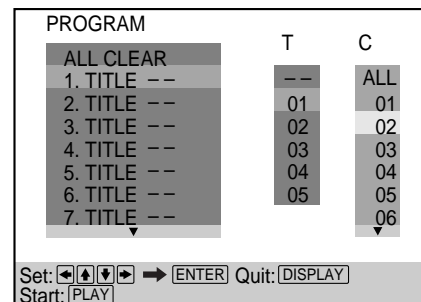 PROGRAM
T C
ALL CLEAR
1. TITLE – – – – ALL
2. TITLE – – 01 01
3. TITLE – – 02 02
4. TITLE – – 03 03
5. TITLE – – 04 04
6. TITLE – – 05 05
7. TITLE – – 06
Set: ←↑↓→ → ENTER Quit: DISPLAY
Start: PLAY